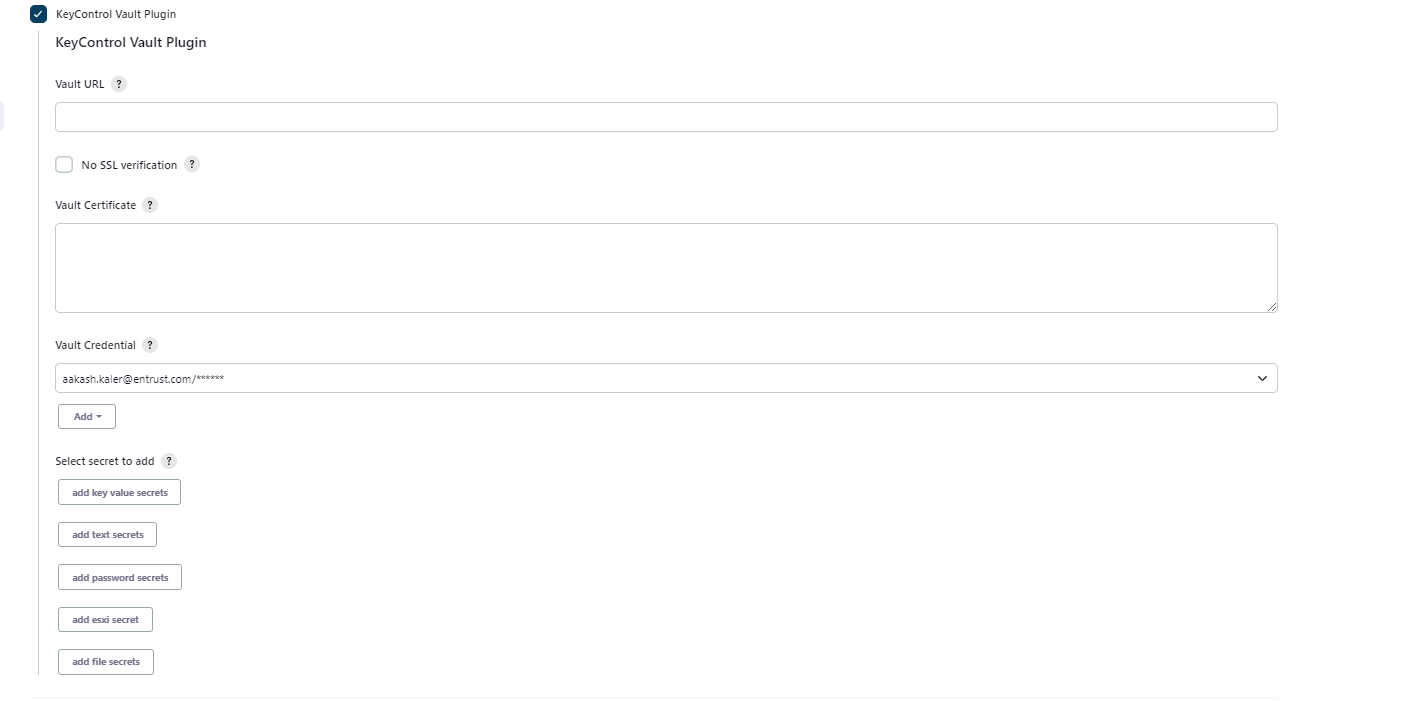 KeyControl Vault Plugin
KeyControl Vault Plugin
Vault URL ?
No SSL verification ?
Vault Certificate ?
Vault Credential ?
aakash.kaler@entrust.com/******
Add
Select secret to add ?
add key value secrets
add text secrets
add password secrets
add esxi secret
add file secrets